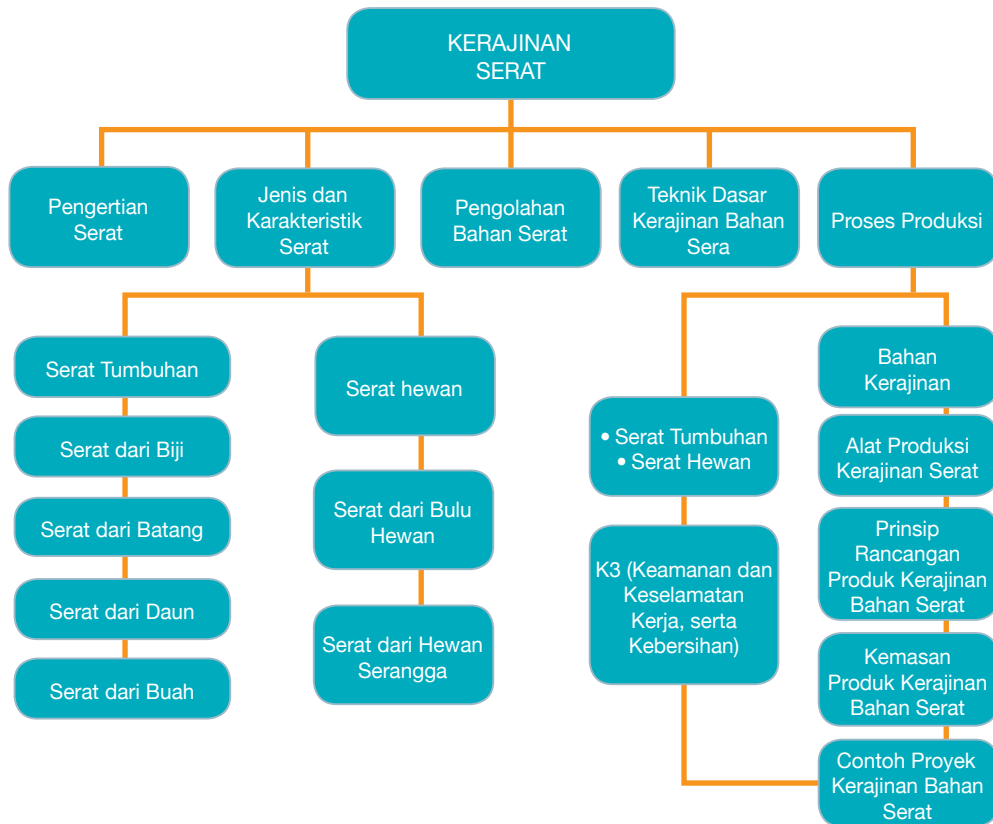 KERAJINAN
SERAT
Pengertian
Serat
Jenis dan
Karakteristik
Serat
Pengolahan
Bahan Serat
Teknik Dasar
Kerajinan Bahan
Sera
Proses Produksi
Serat Tumbuhan
Serat dari Biji
Serat dari Batang
Serat dari Daun
Serat dari Buah
Serat hewan
Serat dari Bulu
Hewan
Serat dari Hewan
Serangga
• Serat Tumbuhan
• Serat Hewan
K3 (Keamanan dan
Keselamatan
Kerja, serta
Kebersihan)
Bahan
Kerajinan
Alat Produksi
Kerajinan Serat
Prinsip
Rancangan
Produk Kerajinan
Bahan Serat
Kemasan
Produk Kerajinan
Bahan Serat
Contoh Proyek
Kerajinan Bahan
Serat